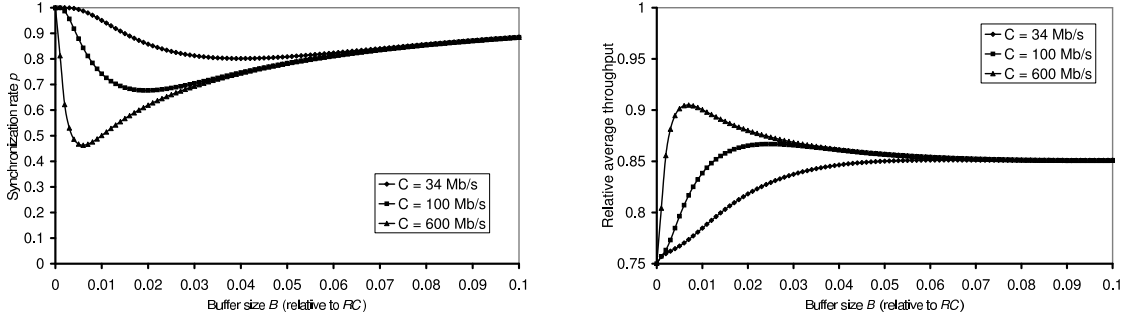 Synchronization rate p
1
0.9
0.8
0.7
0.6
0.5
0.4
0.3
0.2
0.1
0
C = 34 Mb/s
C = 100 Mb/s
C = 600 Mb/s
0 0.01 0.02 0.03 0.04 0.05 0.06 0.07 0.08 0.09 0.1
Buffer size B (relative to RC)
Relative average throughput
1
0.95
0.9
0.85
0.8
0.75
C = 34 Mb/s
C = 100 Mb/s
C = 600 Mb/s
0 0.01 0.02 0.03 0.04 0.05 0.06 0.07 0.08 0.09 0.1
Buffer size B (relative to RC)